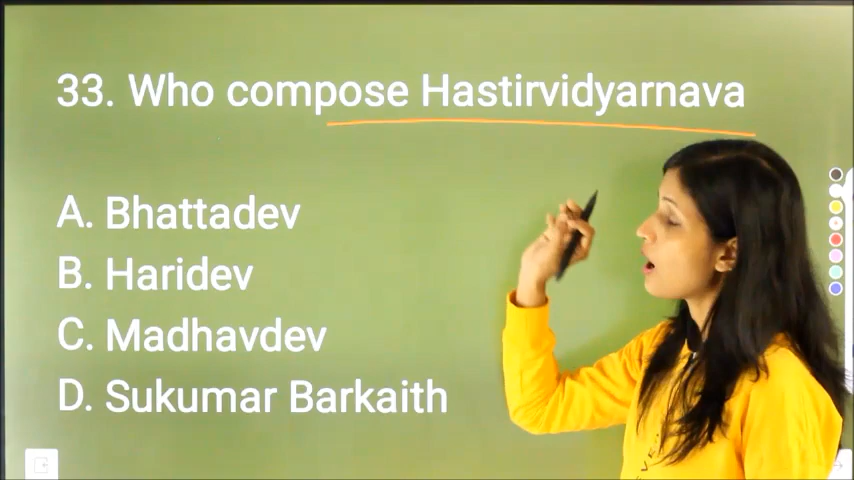 33. Who compose Hastirvidyarnava
A. Bhattadev
B. Haridev
C. Madhavdev
D. Sukumar Barkaith